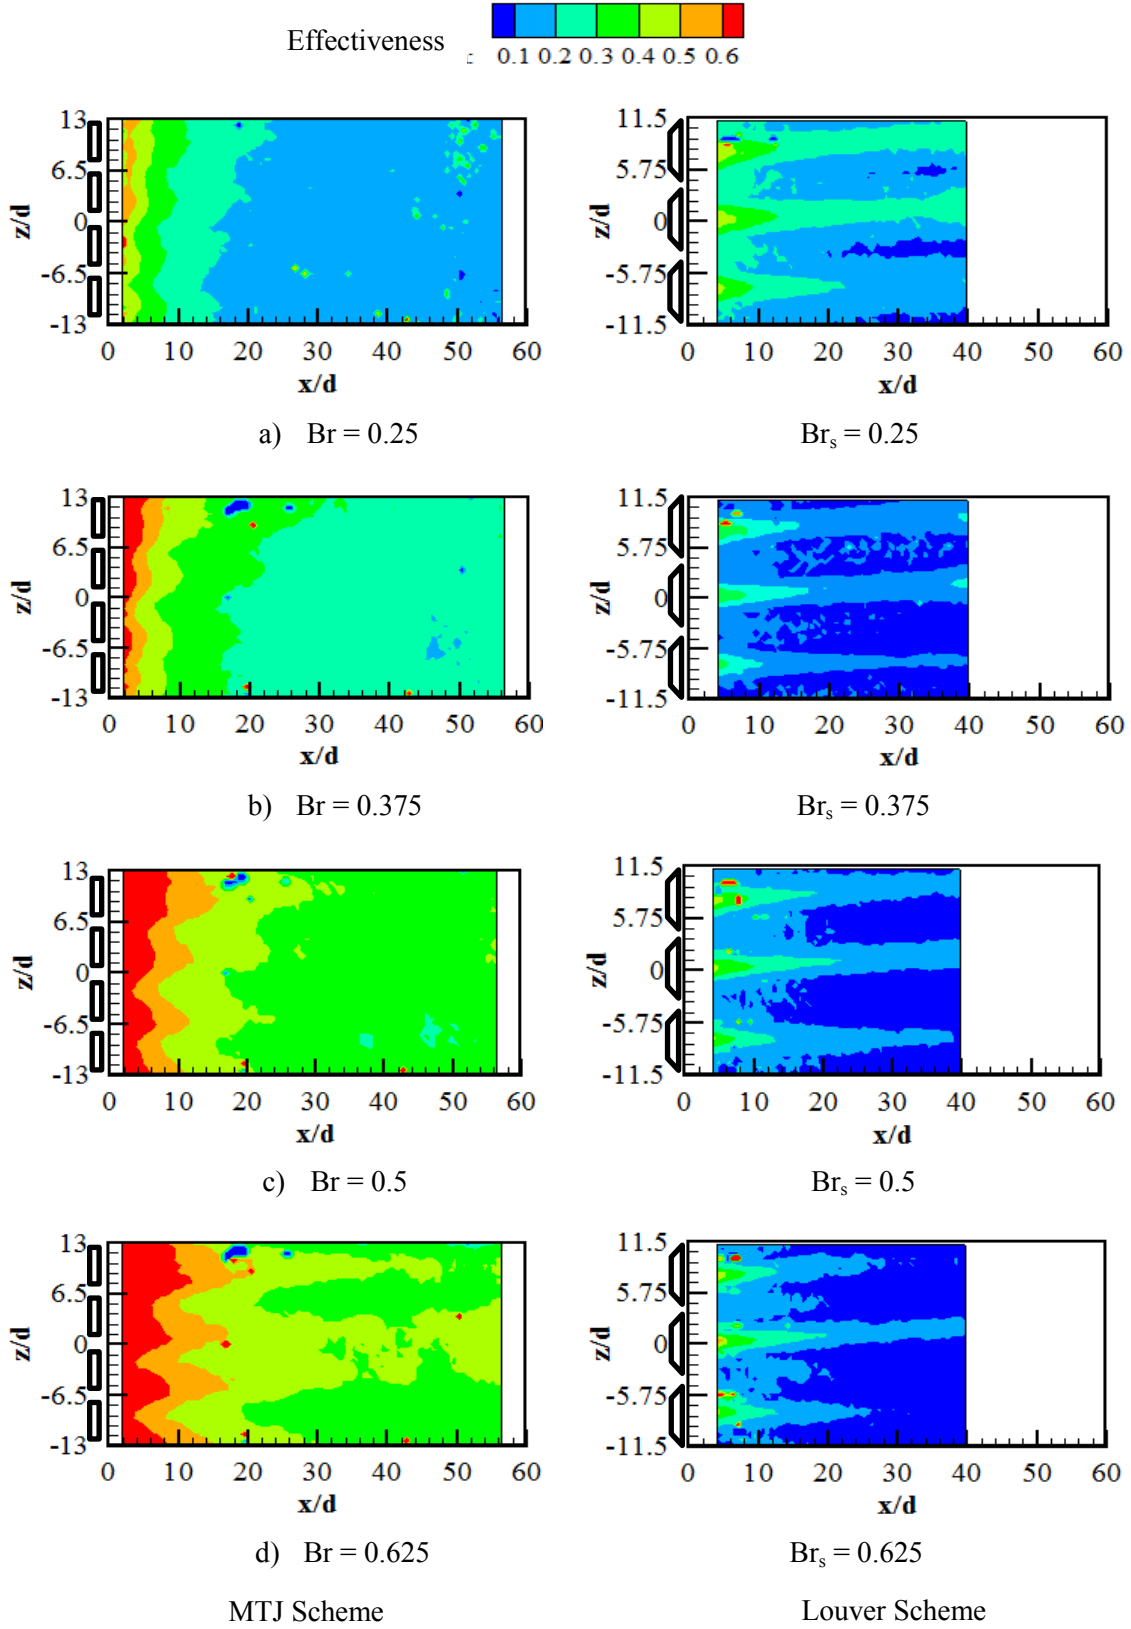 Effectiveness
0.1 0.2 0.3 0.4 0.5 0.6
13 6.5 0 -6.5 -13
z/d
0 10 20 30 40 50 60
x/d
11.5 5.75 0 -5.75 -11.5
z/d
0 10 20 30 40 50 60
x/d
a) Br = 0.25
Brₛ = 0.25
13 6.5 0 -6.5 -13
z/d
0 10 20 30 40 50 60
x/d
11.5 5.75 0 -5.75 -11.5
z/d
0 10 20 30 40 50 60
x/d
b) Br = 0.375
Brₛ = 0.375
13 6.5 0 -6.5 -13
z/d
0 10 20 30 40 50 60
x/d
11.5 5.75 0 -5.75 -11.5
z/d
0 10 20 30 40 50 60
x/d
c) Br = 0.5
Brₛ = 0.5
13 6.5 0 -6.5 -13
z/d
0 10 20 30 40 50 60
x/d
11.5 5.75 0 -5.75 -11.5
z/d
0 10 20 30 40 50 60
x/d
d) Br = 0.625
Brₛ = 0.625
MTJ Scheme
Louver Scheme